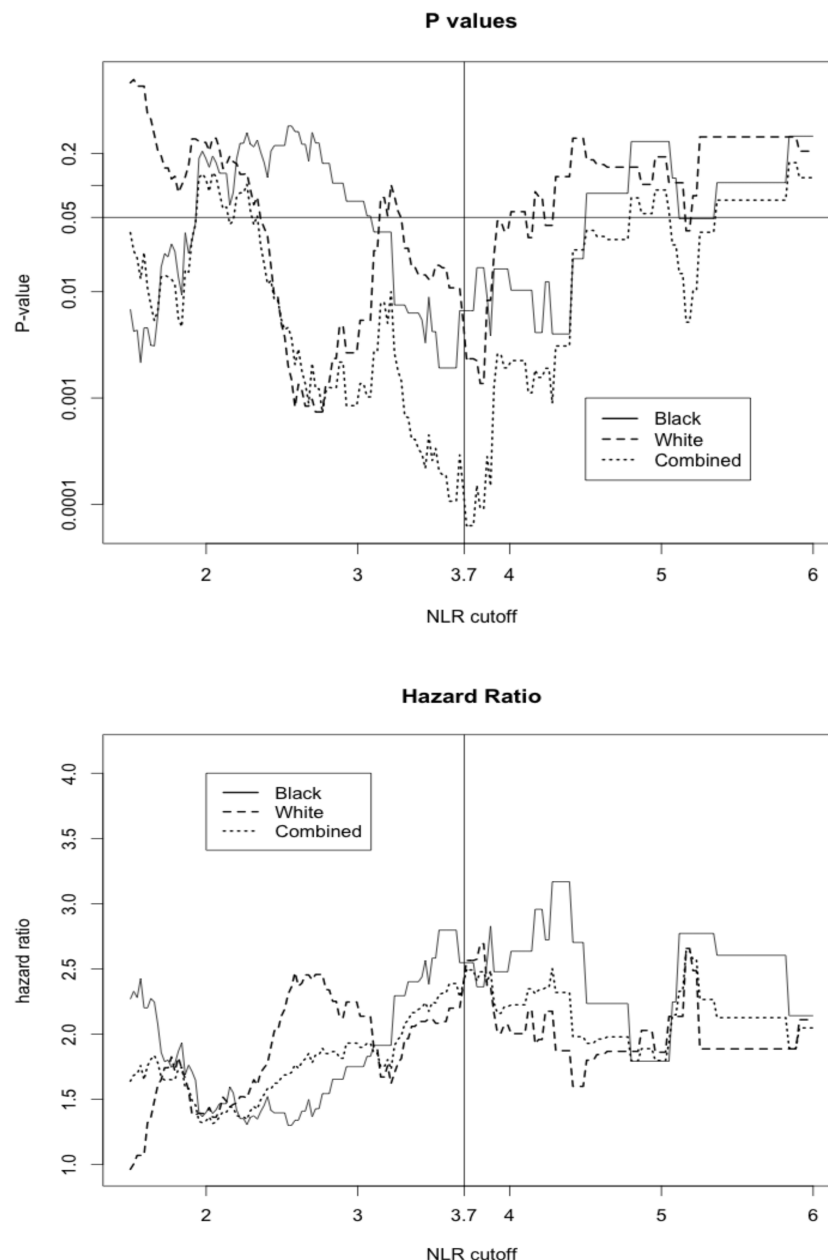 P values
P-value
0.2
0.05
0.01
0.001
0.0001
Black
White
Combined
2 3 3.7 4 5 6
NLR cutoff
Hazard Ratio
hazard ratio
4.0
3.5
3.0
2.5
2.0
1.5
1.0
Black
White
Combined
2 3 3.7 4 5 6
NLR cutoff